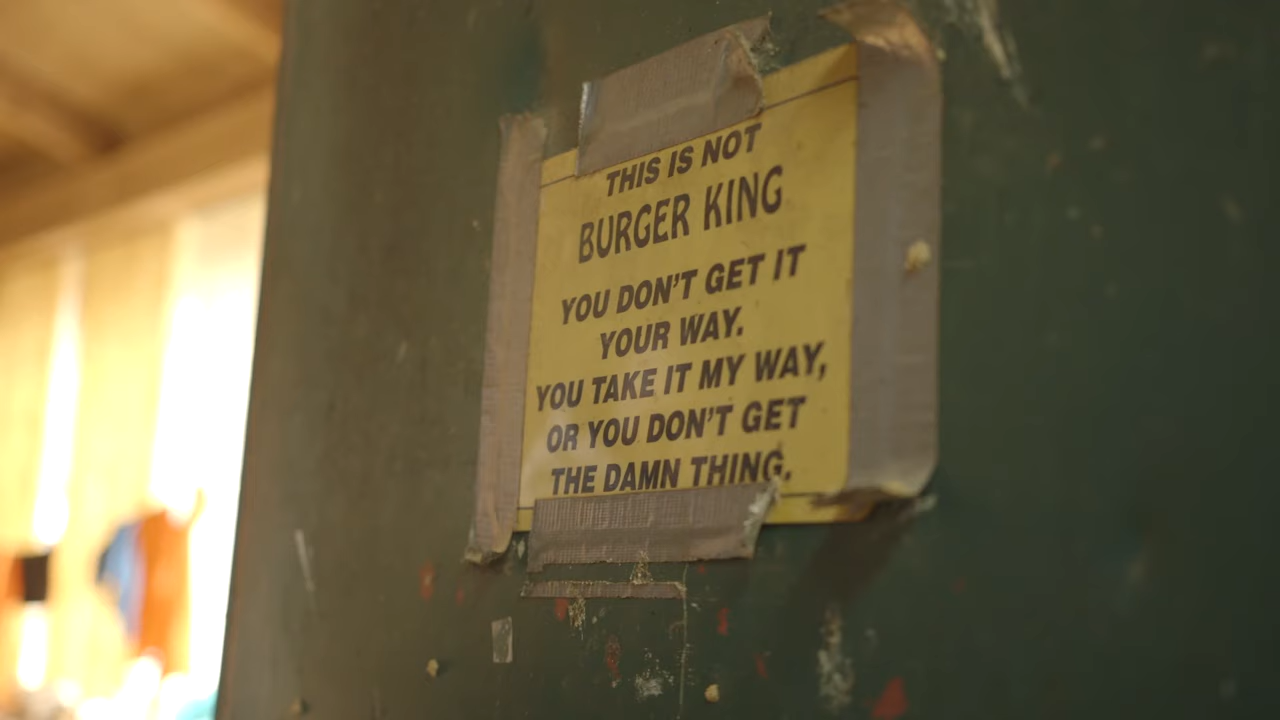 THIS IS NOT
BURGER KING
YOU DON'T GET IT
YOUR WAY.
YOU TAKE IT MY WAY,
OR YOU DON'T GET
THE DAMN THING.